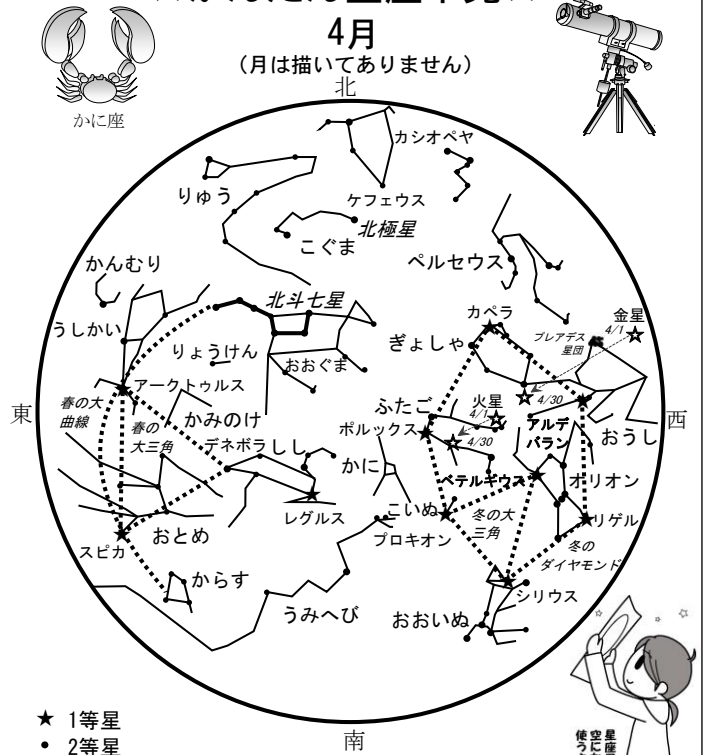 4月
(月は描いてありません)
北
かに座
カシオペヤ
りゅう
ケフェウス
北極星
こぐま
かんむり
ペルセウス
北斗七星
カペラ
金星
4/1
プレアデス
星団
うしかい
ぎょしゃ
りょうけん
おおぐま
アークトゥルス
4/30
春の大
曲線
ふたご
火星
4/1
東
かみのけ
春の
大三角
ポルックス
4/30
アルデ
バラン
おうし
西
デネボラ
しし
かに
ベテルギウス
オリオン
レグルス
こいぬ
プロキオン
冬の大
三角
リゲル
おとめ
スピカ
冬の
ダイヤモンド
からす
シリウス
うみへび
おおいぬ
★ 1等星
• 2等星
南